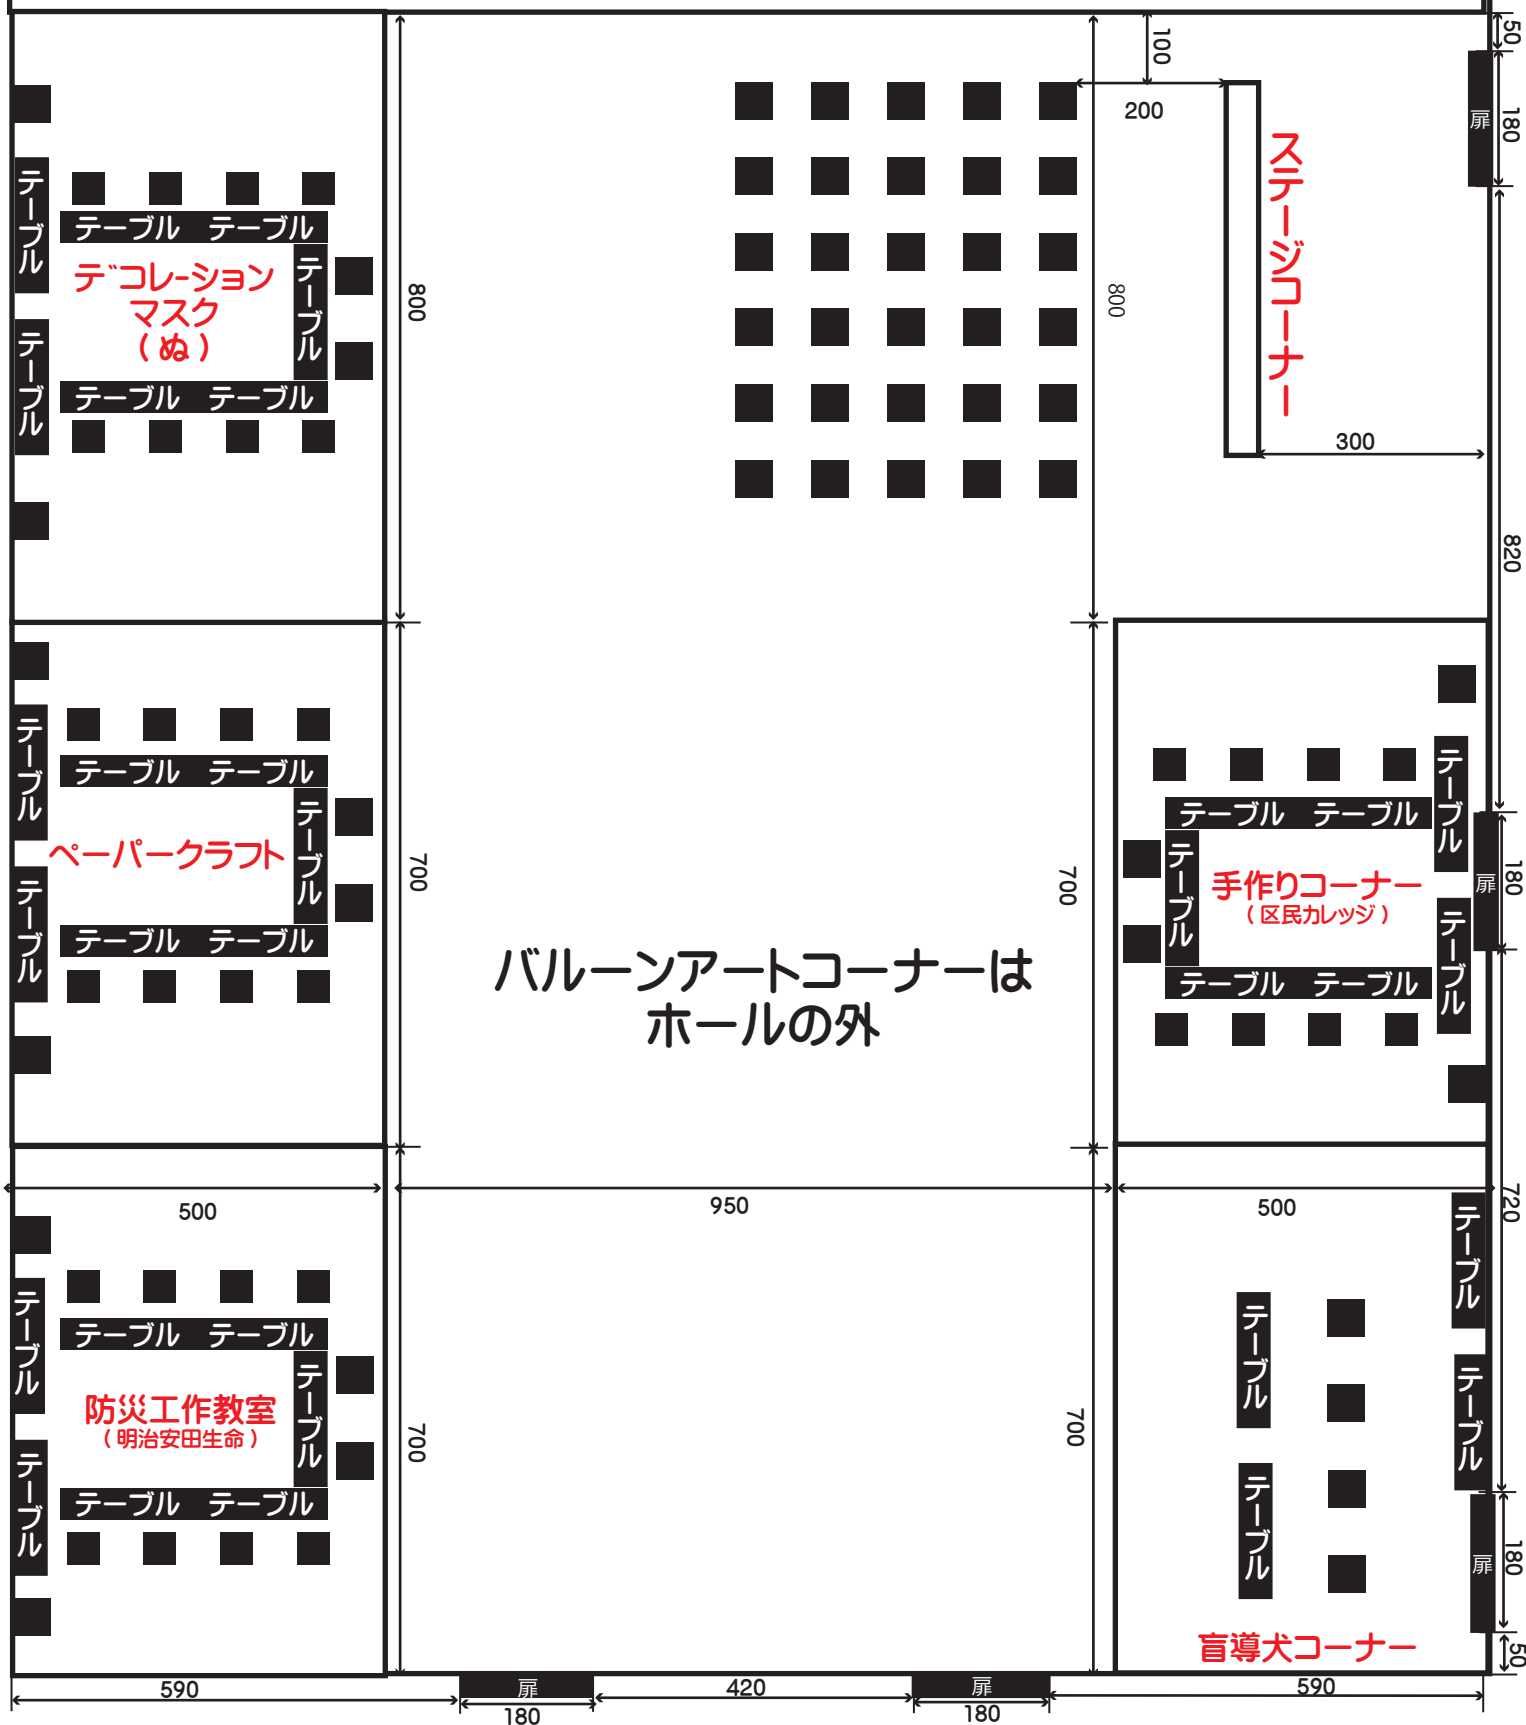 50
100
200
扉
180
ステージコーナー
テーブル
テーブル テーブル
デコレーション
マスク
（ぬ）
テーブル
テーブル
テーブル テーブル
800
800
300
820
テーブル
テーブル テーブル
テーブル
ペーパークラフト
テーブル
テーブル テーブル
700
700
バルーンアートコーナーは
ホールの外
テーブル
テーブル テーブル
テーブル
手作りコーナー
（区民カレッジ）
テーブル
テーブル テーブル
扉
180
500
950
500
720
テーブル
テーブル テーブル
テーブル
防災工作教室
（明治安田生命）
テーブル
テーブル テーブル
700
700
テーブル
テーブル
テーブル
テーブル
盲導犬コーナー
扉
180
50
590
扉
180
420
扉
180
590